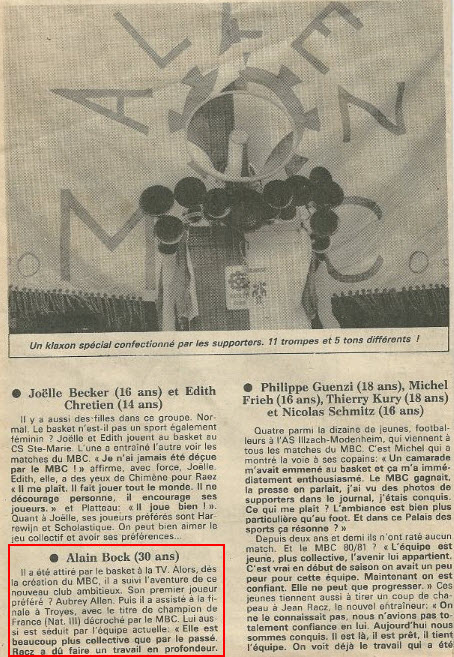 ALLEZ
MBC
Un klaxon spécial confectionné par les supporters. 11 trompes et 5 tons différents !
● Joëlle Becker (16 ans) et Edith
Chretien (14 ans)
Il y a aussi des filles dans ce groupe. Nor-
mal. Le basket n'est-il pas un sport également
féminin ? Joëlle et Edith jouent au basket au
CS Ste-Marie. L'une a entraîné l'autre voir les
matches du MBC. « Je n'ai jamais été déçue
par le MBC ! » affirme, avec force, Joëlle.
Edith, elle, a des yeux de Chimène pour Raez
« Il me plaît. Il fait jouer tout le monde. Il ne
décourage personne, il encourage ses
joueurs. » et Platteau: « Il joue bien ! ».
Quant à Joëlle, ses joueurs préférés sont Har-
rewijn et Scholastique. On peut bien aimer le
jeu collectif et avoir ses préférences...
● Alain Bock (30 ans)
Il a été attiré par le basket à la TV. Alors, dès
la création du MBC, il a suivi l'aventure de ce
nouveau club ambitieux. Son premier joueur
préféré ? Aubrey Allen. Puis il a assisté à la fi-
nale à Troyes, avec le titre de champion de
France (Nat. III) décroché par le MBC. Lui aus-
si est séduit par l'équipe actuelle: « Elle est
beaucoup plus collective que par le passé.
Racz a dû faire un travail en profondeur.
● Philippe Guenzi (18 ans), Michel
Frieh (16 ans), Thierry Kury (18 ans)
et Nicolas Schmitz (16 ans)
Quatre parmi la dizaine de jeunes, football-
leurs à l'AS Illzach-Modenheim, qui viennent à
tous les matches du MBC. C'est Michel qui a
montré la voie à ses copains: « Un camarade
m'avait emmené au basket et ça m'a immé-
diatement enthousiasmé. Le MBC gagnait,
la presse en parlait, j'ai vu des photos de
supporters dans le journal, j'étais conquis.
Ce qui me plaît ? L'ambiance est bien plus
particulière qu'au foot. Et dans ce Palais des
sports ça résonne ? »
Depuis deux ans et demi ils n'ont raté aucun
match. Et le MBC 80/81 ? « L'équipe est
jeune, plus collective, l'avenir lui appartient.
C'est vrai en début de saison on avait un peu
peur pour cette équipe. Maintenant on est
confiant. Elle ne peut que progresser. » Ces
jeunes tiennent aussi à tirer un coup de cha-
peau à Jean Racz, le nouvel entraîneur: « On
ne le connaissait pas, nous n'avions pas to-
talement confiance en lui. Aujourd'hui nous
sommes conquis. Il est là, il est prêt, il tient
l'équipe. On voit déjà le travail qui a été